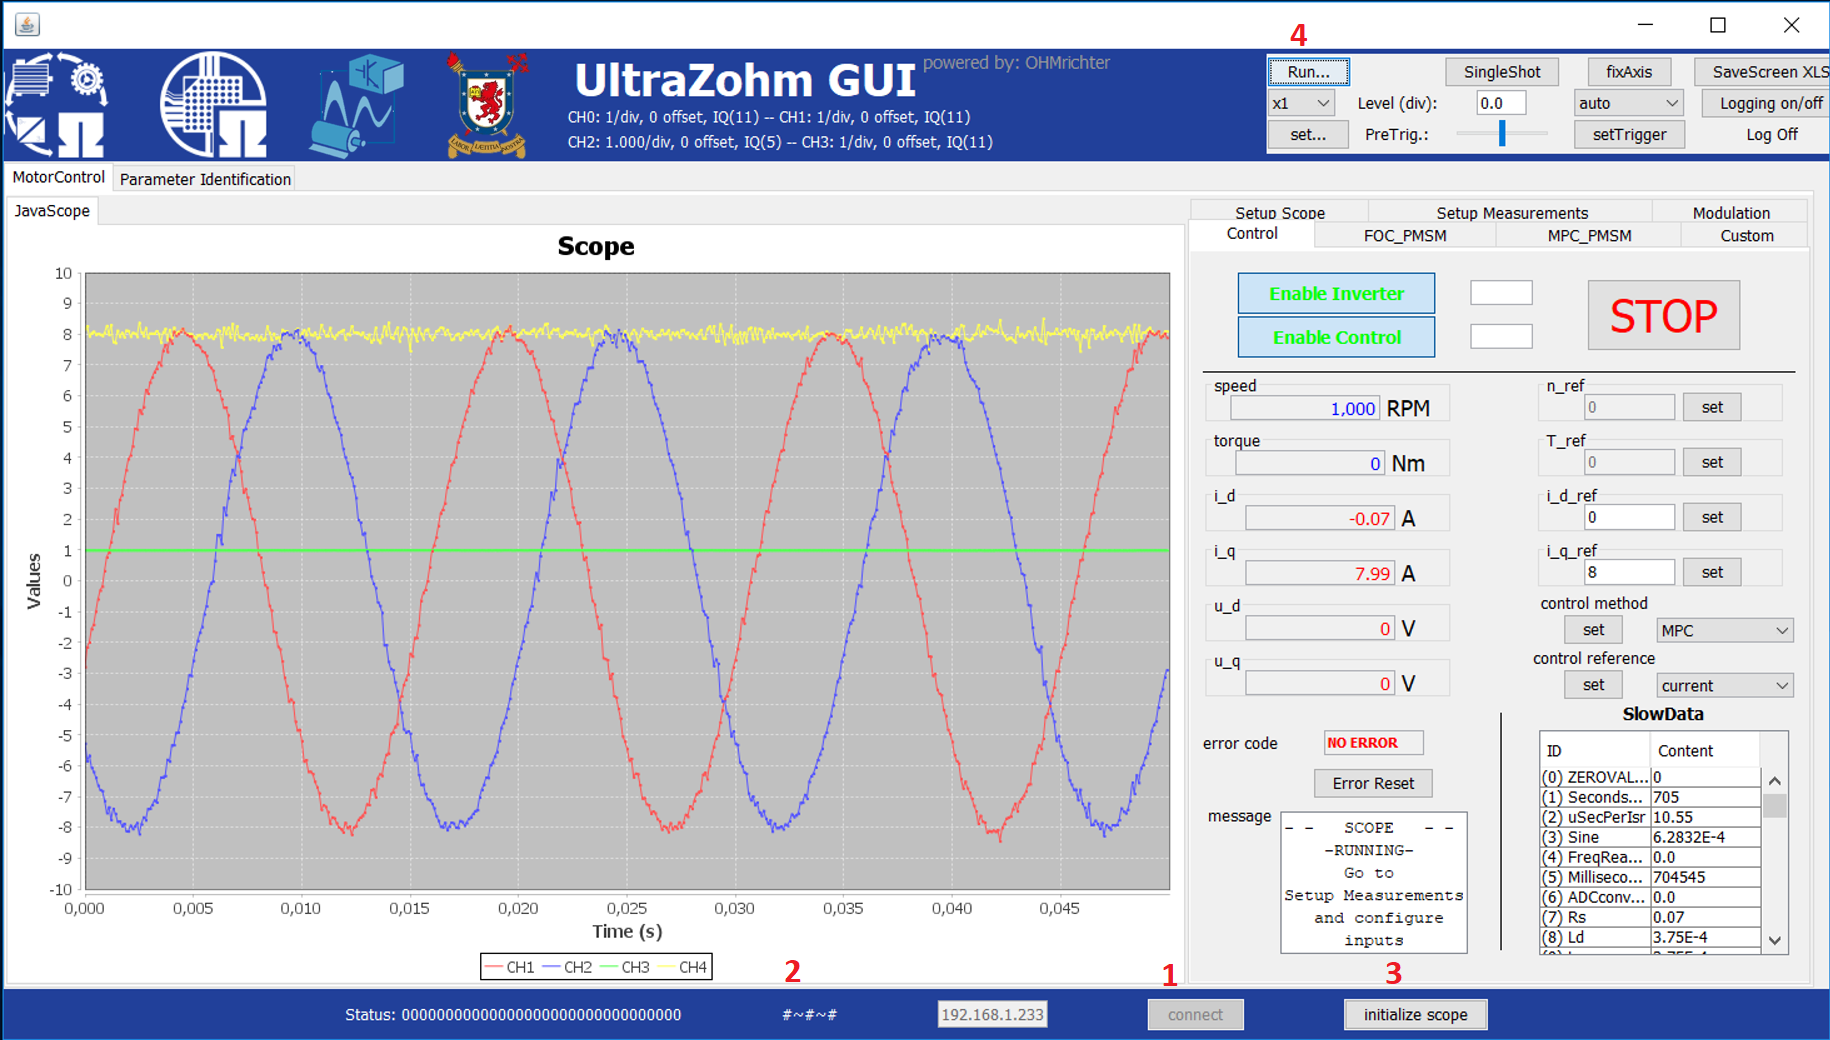 4
UltraZohm GUI powered by: OHMrichter
CH0: 1/div, 0 offset, IQ(11) -- CH1: 1/div, 0 offset, IQ(11)
CH2: 1.000/div, 0 offset, IQ(5) -- CH3: 1/div, 0 offset, IQ(11)
Run... SingleShot fixAxis SaveScreen XLS
x1 Level (div): 0.0 auto Logging on/off
set... PreTrig.: setTrigger Log Off
MotorControl Parameter Identification
JavaScope
Scope
Values
10
9
8
7
6
5
4
3
2
1
0
-1
-2
-3
-4
-5
-6
-7
-8
-9
-10
0,000 0,005 0,010 0,015 0,020 0,025 0,030 0,035 0,040 0,045
Time (s)
CH1 CH2 CH3 CH4
Setup Scope Setup Measurements Modulation
Control FOC_PMSM MPC_PMSM Custom
Enable Inverter
Enable Control
STOP
speed
1,000 RPM
torque
0 Nm
i_d
-0.07 A
i_q
7.99 A
u_d
0 V
u_q
0 V
n_ref
0 set
T_ref
0 set
i_d_ref
0 set
i_q_ref
8 set
control method
set MPC
control reference
set current
error code NO ERROR
Error Reset
message
- - SCOPE - -
-RUNNING-
Go to
Setup Measurements
and configure
inputs
SlowData
ID Content
(0) ZEROVAL... 0
(1) Seconds... 705
(2) uSecPerIsr 10.55
(3) Sine 6.2832E-4
(4) FreqRea... 0.0
(5) Milliseco... 704545
(6) ADCconv... 0.0
(7) Rs 0.07
(8) Ld 3.75E-4
2 1 3
Status: 00000000000000000000000000000000 #~#~# 192.168.1.233 connect initialize scope